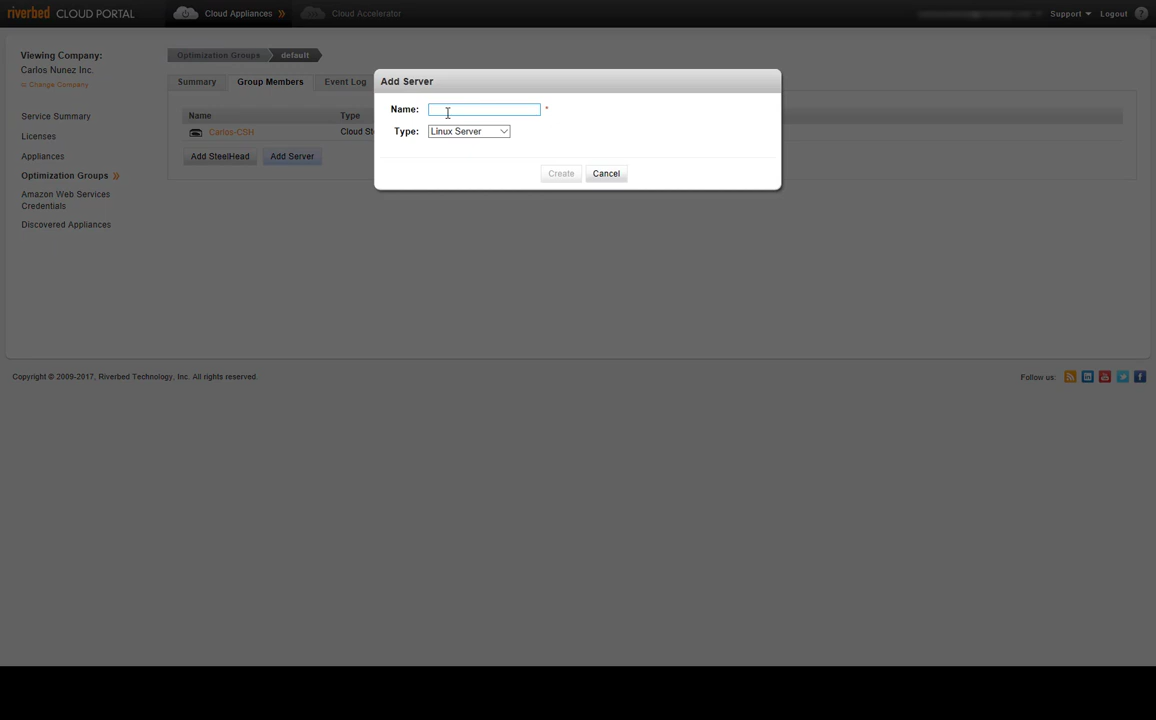 riverbed CLOUD PORTAL
Cloud Appliances »
Cloud Accelerator
Support
Logout ?
Viewing Company:
Carlos Nunez Inc.
Change Company
Service Summary
Licenses
Appliances
Optimization Groups »
Amazon Web Services
Credentials
Discovered Appliances
Optimization Groups default
Summary Group Members Event Log
Name Type
Carlos-CSH Cloud St
Add SteelHead Add Server
Add Server
Name: *
Type: Linux Server
Create Cancel
Copyright © 2009-2017, Riverbed Technology, Inc. All rights reserved.
Follow us: